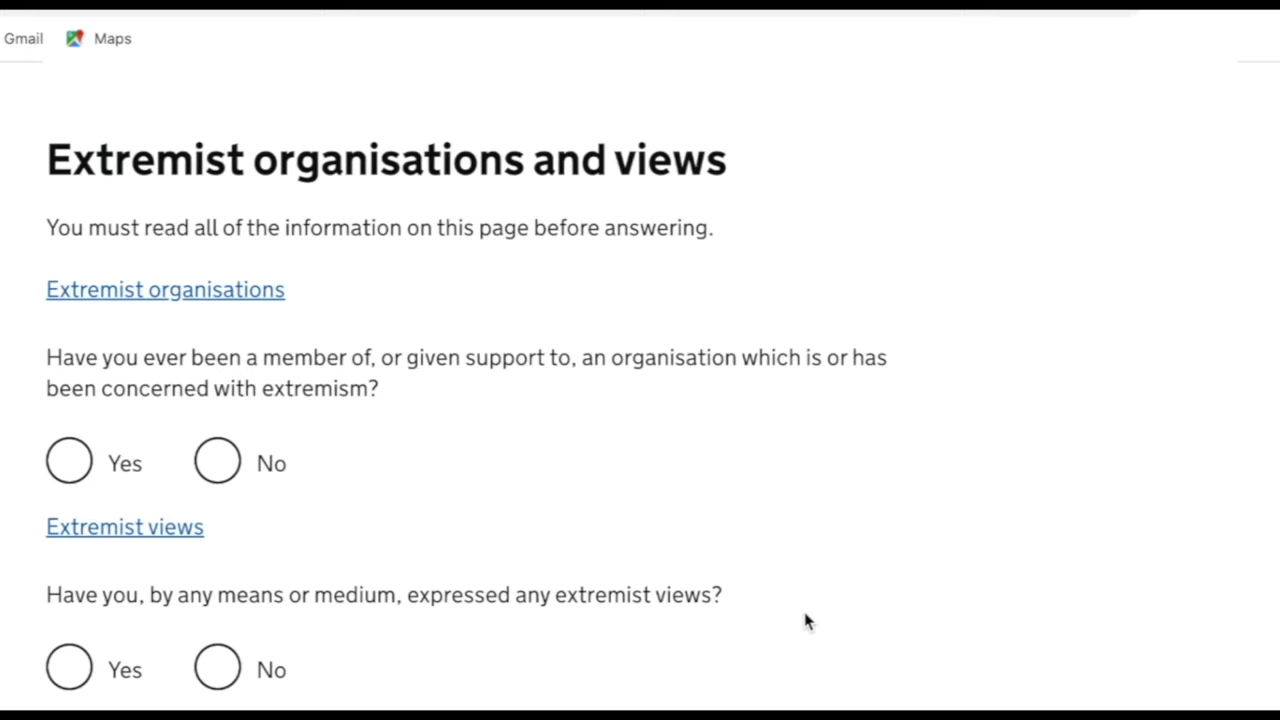 Gmail Maps
Extremist organisations and views
You must read all of the information on this page before answering.
Extremist organisations
Have you ever been a member of, or given support to, an organisation which is or has
been concerned with extremism?
Yes No
Extremist views
Have you, by any means or medium, expressed any extremist views?
Yes No